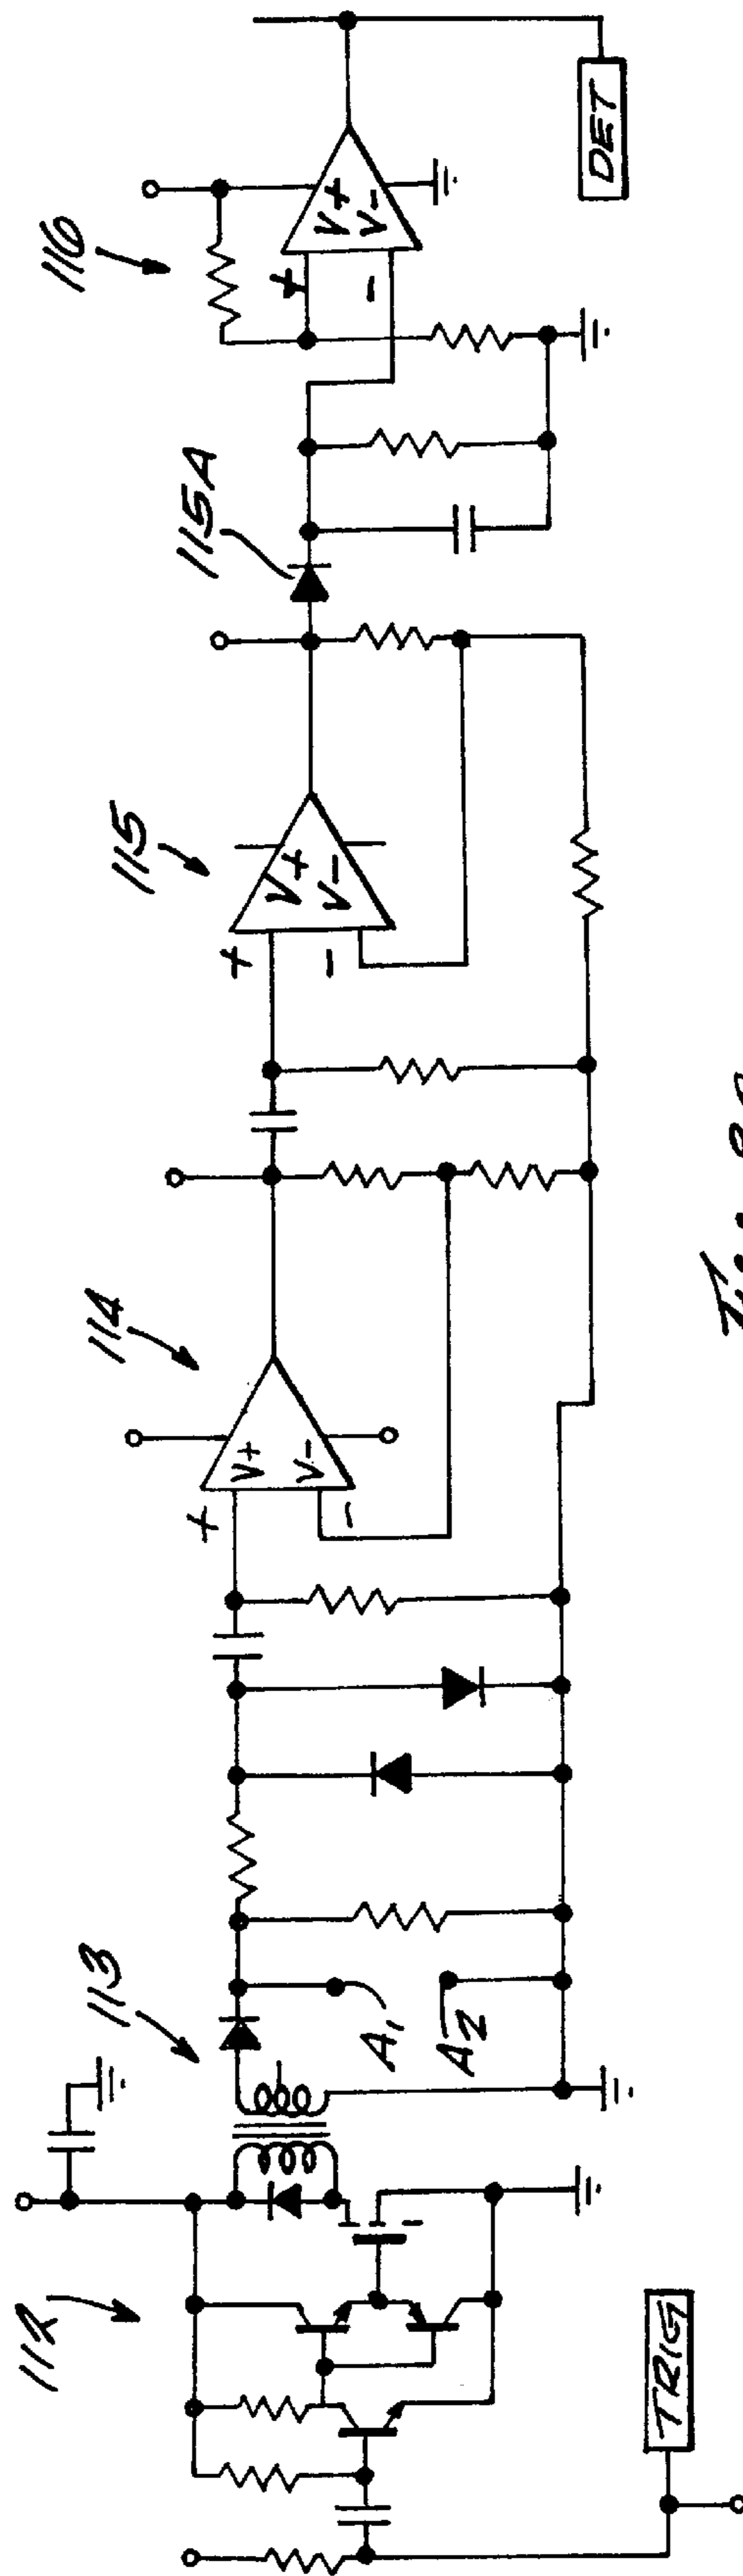 112
113
114
115
115A
116
TRIG
A1
A2
+
-
V+
V-
+
-
V+
V-
+
-
V+
V-
DET